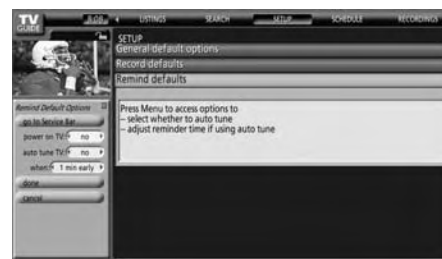 TV
GUIDE
8:08
LISTINGS
SEARCH
SETUP
SCHEDULE
RECORDINGS
SETUP
General default options
Record defaults
Remind defaults
Remind Default Options
go to Service Bar
power on TV: no
auto tune TV: no
when: 1 min early
done
cancel
Press Menu to access options to
– select whether to auto tune
– adjust reminder time if using auto tune